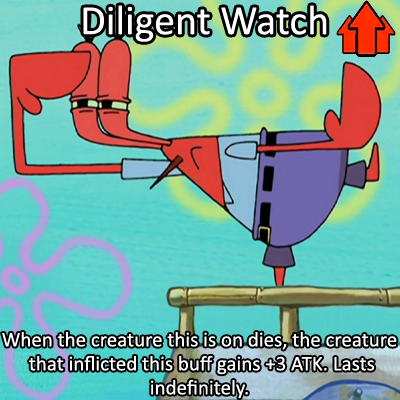 Diligent Watch
When the creature this is on dies, the creature
that inflicted this buff gains +3 ATK. Lasts
indefinitely.